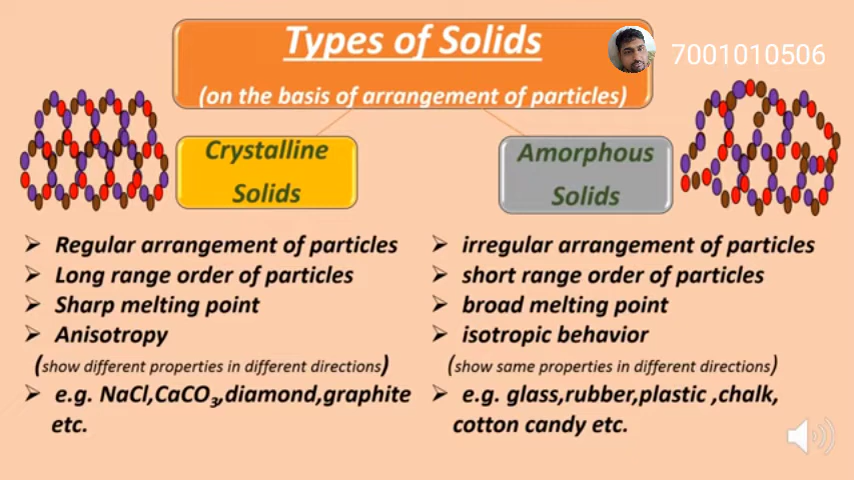 Types of Solids
7001010506
(on the basis of arrangement of particles)
Crystalline
Solids
Amorphous
Solids
➢ Regular arrangement of particles
➢ Long range order of particles
➢ Sharp melting point
➢ Anisotropy
(show different properties in different directions)
➢ e.g. NaCl,CaCO₃,diamond,graphite
etc.
➢ irregular arrangement of particles
➢ short range order of particles
➢ broad melting point
➢ isotropic behavior
(show same properties in different directions)
➢ e.g. glass,rubber,plastic ,chalk,
cotton candy etc.